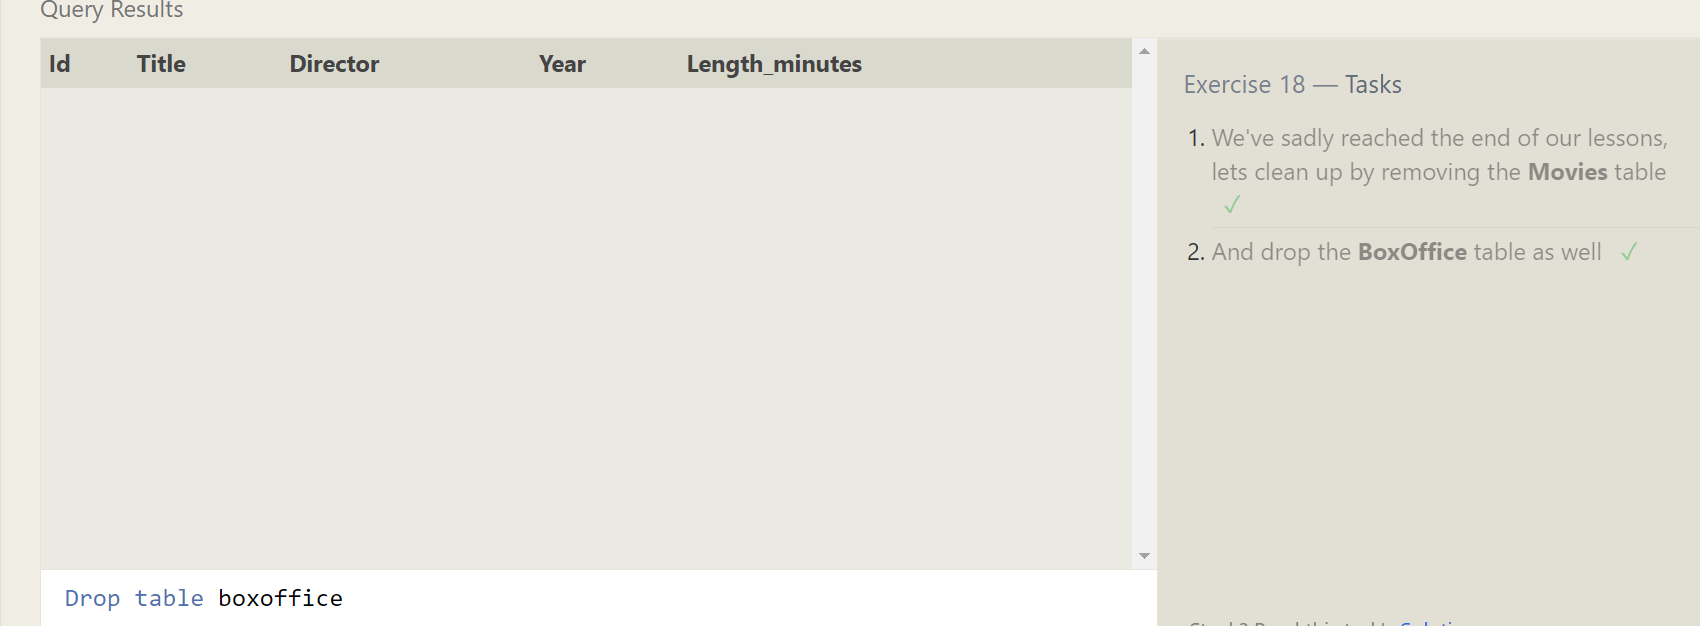 Query Results
Id Title Director Year Length_minutes
Exercise 18 — Tasks
1. We've sadly reached the end of our lessons,
lets clean up by removing the Movies table
✓
2. And drop the BoxOffice table as well ✓
Drop table boxoffice